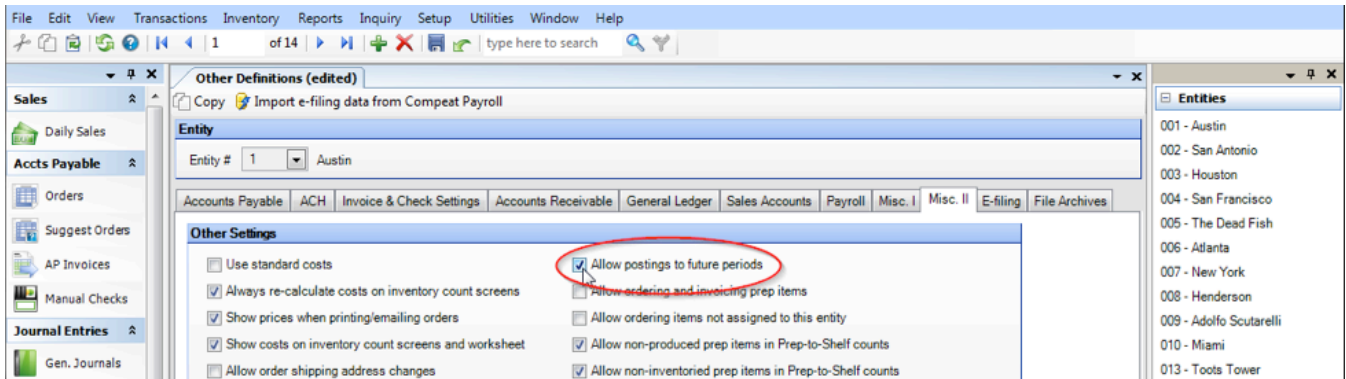 File Edit View Transactions Inventory Reports Inquiry Setup Utilities Window Help
1 of 14 type here to search
Sales
Daily Sales
Accts Payable
Orders
Suggest Orders
AP Invoices
Manual Checks
Journal Entries
Gen. Journals
Other Definitions (edited)
Copy Import e-filing data from Compeat Payroll
Entity
Entity # 1 Austin
Accounts Payable ACH Invoice & Check Settings Accounts Receivable General Ledger Sales Accounts Payroll Misc. I Misc. II E-filing File Archives
Other Settings
Use standard costs Allow postings to future periods
Always re-calculate costs on inventory count screens Allow ordering and invoicing prep items
Show prices when printing/emailing orders Allow ordering items not assigned to this entity
Show costs on inventory count screens and worksheet Allow non-produced prep items in Prep-to-Shelf counts
Allow order shipping address changes Allow non-inventoried prep items in Prep-to-Shelf counts
Entities
001 - Austin
002 - San Antonio
003 - Houston
004 - San Francisco
005 - The Dead Fish
006 - Atlanta
007 - New York
008 - Henderson
009 - Adolfo Scutarelli
010 - Miami
013 - Toots Tower